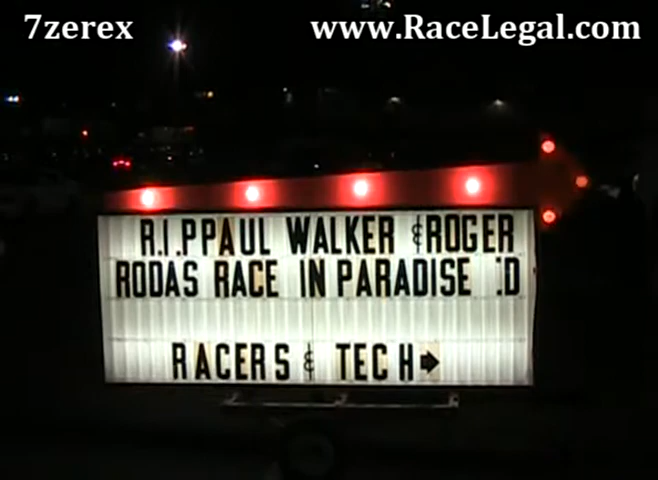 7zerex
www.RaceLegal.com
R.I.PPAUL WALKER &ROGER
RODAS RACE IN PARADISE :D
RACERS & TECH➡